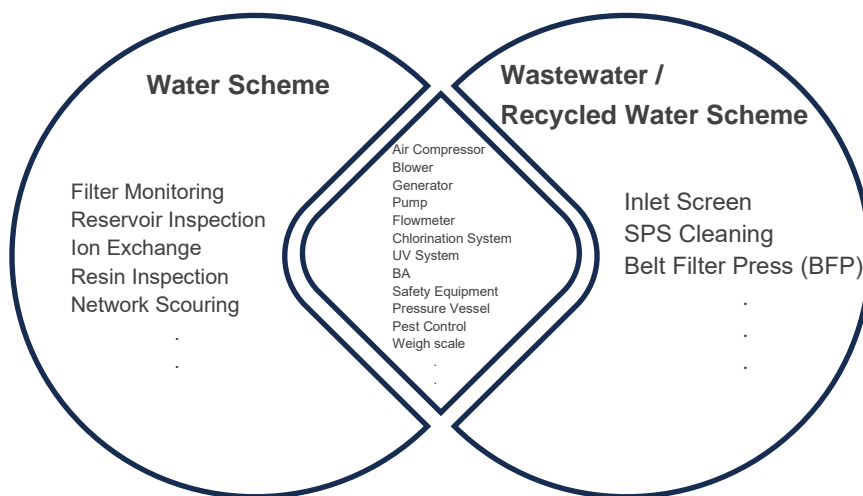 Water Scheme
Filter Monitoring
Reservoir Inspection
Ion Exchange
Resin Inspection
Network Scouring
.
.
Air Compressor
Blower
Generator
Pump
Flowmeter
Chlorination System
UV System
BA
Safety Equipment
Pressure Vessel
Pest Control
Weigh scale
.
.
Wastewater /
Recycled Water Scheme
Inlet Screen
SPS Cleaning
Belt Filter Press (BFP)
.
.
.